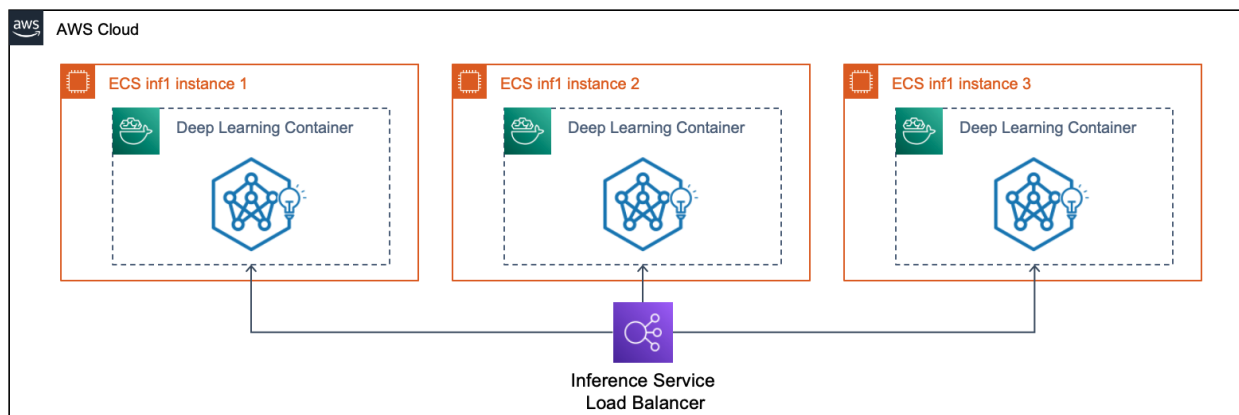 aws
AWS Cloud
ECS inf1 instance 1
ECS inf1 instance 2
ECS inf1 instance 3
Deep Learning Container
Deep Learning Container
Deep Learning Container
Inference Service
Load Balancer